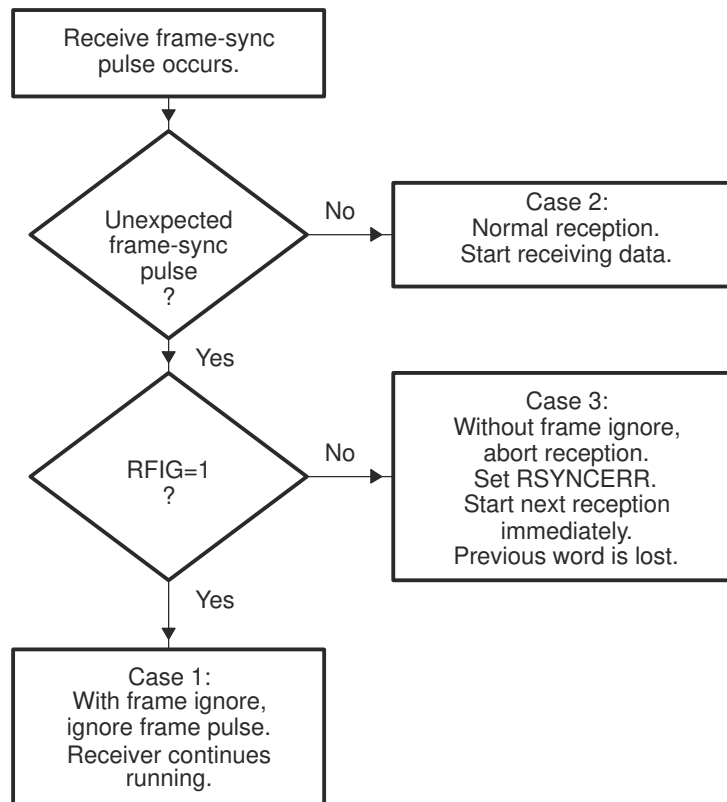 Receive frame-sync
pulse occurs.
Unexpected
frame-sync
pulse
?
No
Case 2:
Normal reception.
Start receiving data.
Yes
RFIG=1
?
No
Case 3:
Without frame ignore,
abort reception.
Set RSYNCERR.
Start next reception
immediately.
Previous word is lost.
Yes
Case 1:
With frame ignore,
ignore frame pulse.
Receiver continues
running.